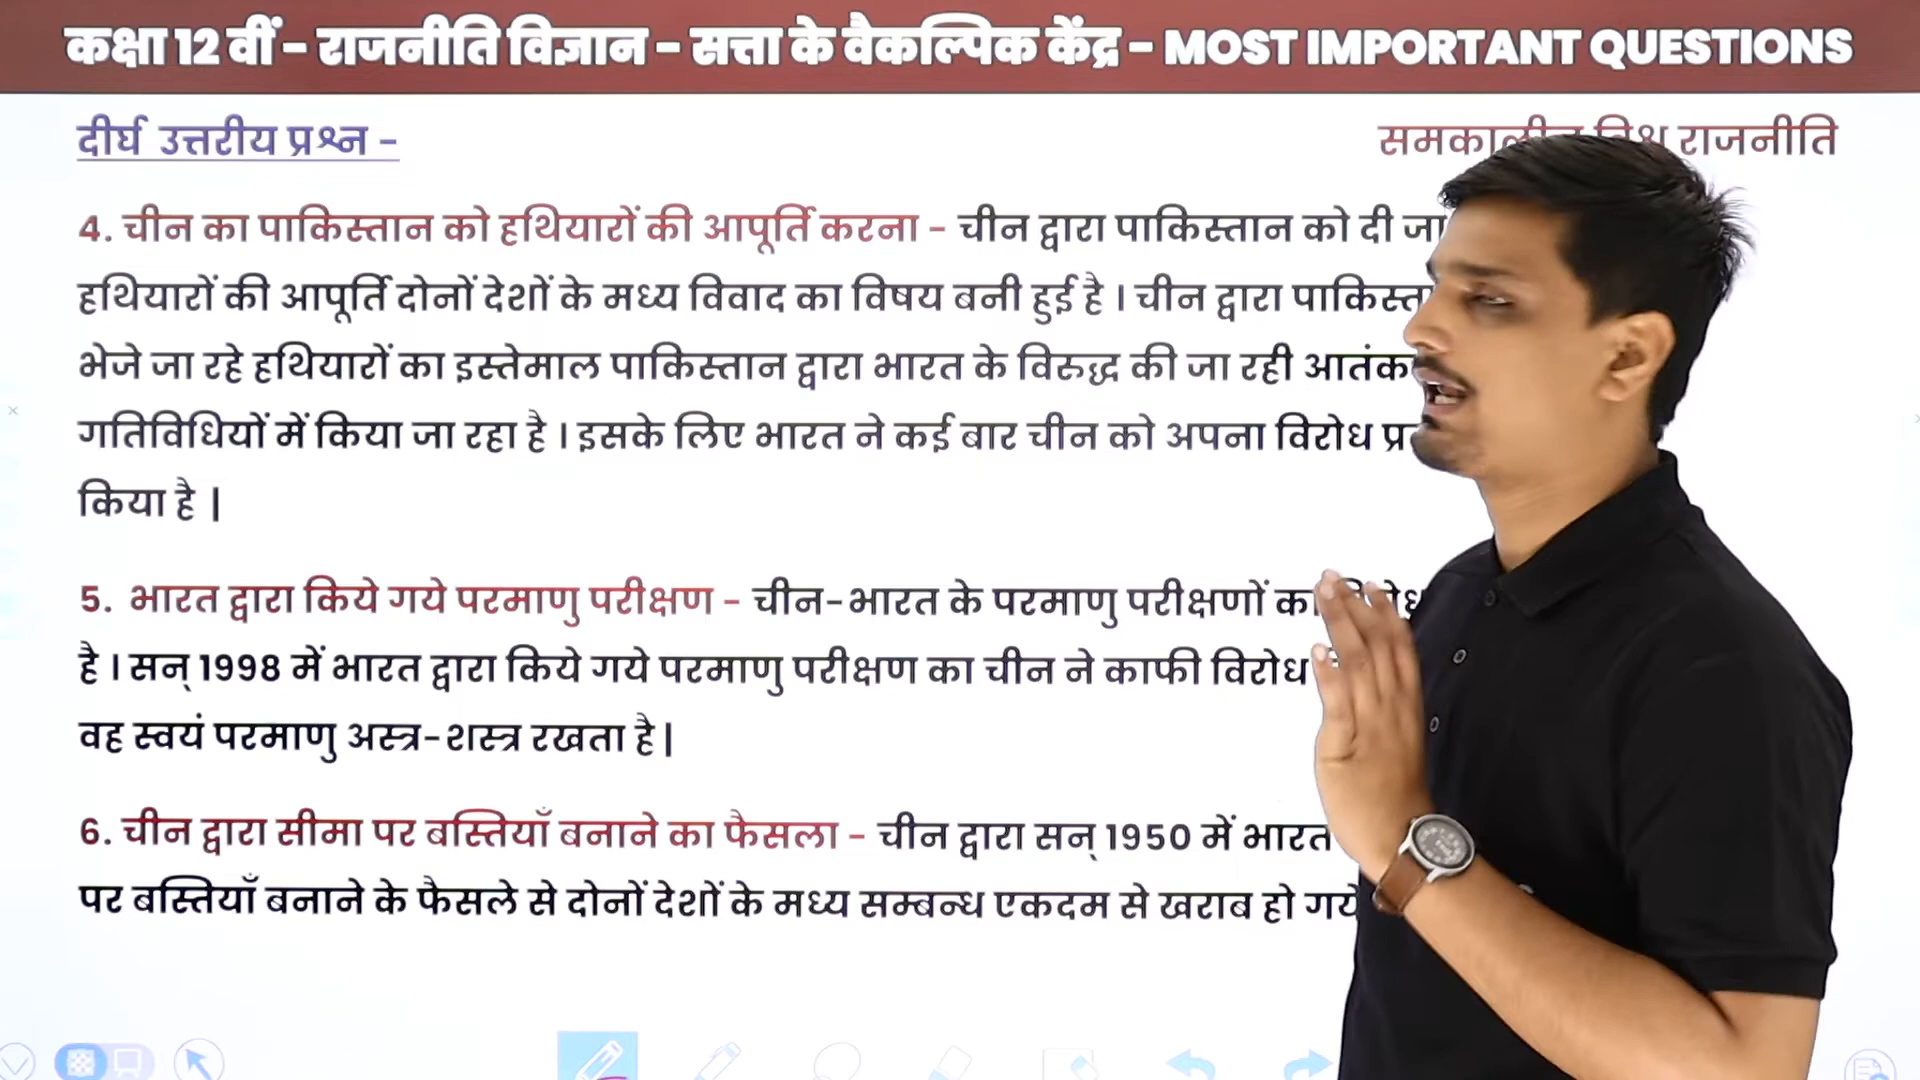 कक्षा 12 वीं - राजनीति विज्ञान - सत्ता के वैकल्पिक केंद्र - MOST IMPORTANT QUESTIONS
दीर्घ उत्तरीय प्रश्न -
राजनीति
4. चीन का पाकिस्तान को हथियारों की आपूर्ति करना - चीन द्वारा पाकिस्तान को दी
हथियारों की आपूर्ति दोनों देशों के मध्य विवाद का विषय बनी हुई है । चीन द्वारा
भेजे जा रहे हथियारों का इस्तेमाल पाकिस्तान द्वारा भारत के विरुद्ध की जा रही
गतिविधियों में किया जा रहा है । इसके लिए भारत ने कई बार चीन को अपना विरोध
किया है |
5. भारत द्वारा किये गये परमाणु परीक्षण - चीन-भारत के परमाणु परीक्षणों
है । सन् 1998 में भारत द्वारा किये गये परमाणु परीक्षण का चीन ने काफी विरोध
वह स्वयं परमाणु अस्त्र-शस्त्र रखता है |
6. चीन द्वारा सीमा पर बस्तियाँ बनाने का फैसला - चीन द्वारा सन् 1950 में भारत
पर बस्तियाँ बनाने के फैसले से दोनों देशों के मध्य सम्बन्ध एकदम से खराब हो गये